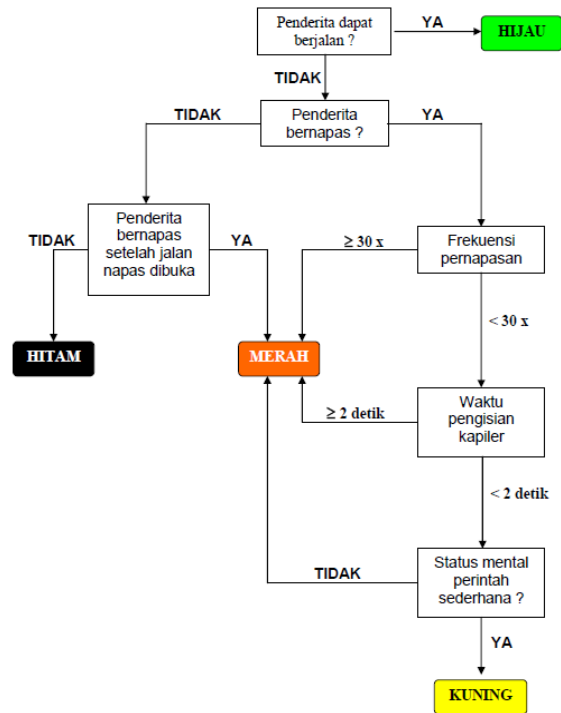 Penderita dapat
berjalan ?
YA
HIJAU
TIDAK
TIDAK
Penderita
bernapas ?
YA
Penderita
bernapas
setelah jalan
napas dibuka
TIDAK
YA
≥ 30 x
Frekuensi
pernapasan
< 30 x
HITAM
MERAH
≥ 2 detik
Waktu
pengisian
kapiler
< 2 detik
TIDAK
Status mental
perintah
sederhana ?
YA
KUNING